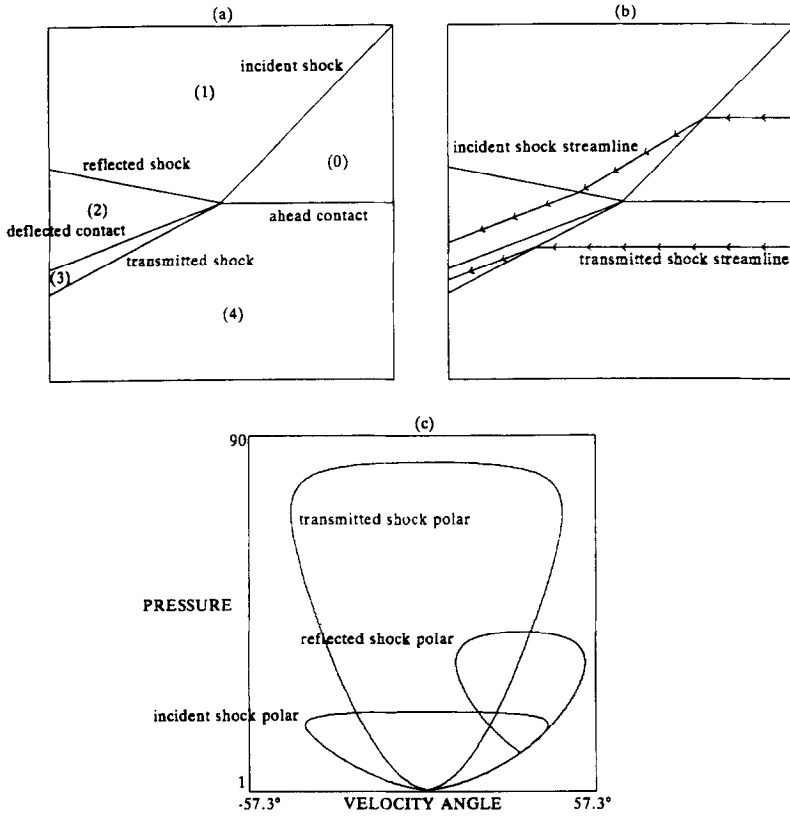 (a)
incident shock
(1)
(0)
reflected shock
(2)
ahead contact
deflected contact
transmitted shock
(3)
(4)
(b)
incident shock streamline
transmitted shock streamline
(c)
90
transmitted shock polar
PRESSURE
reflected shock polar
incident shock polar
1
-57.3° VELOCITY ANGLE 57.3°